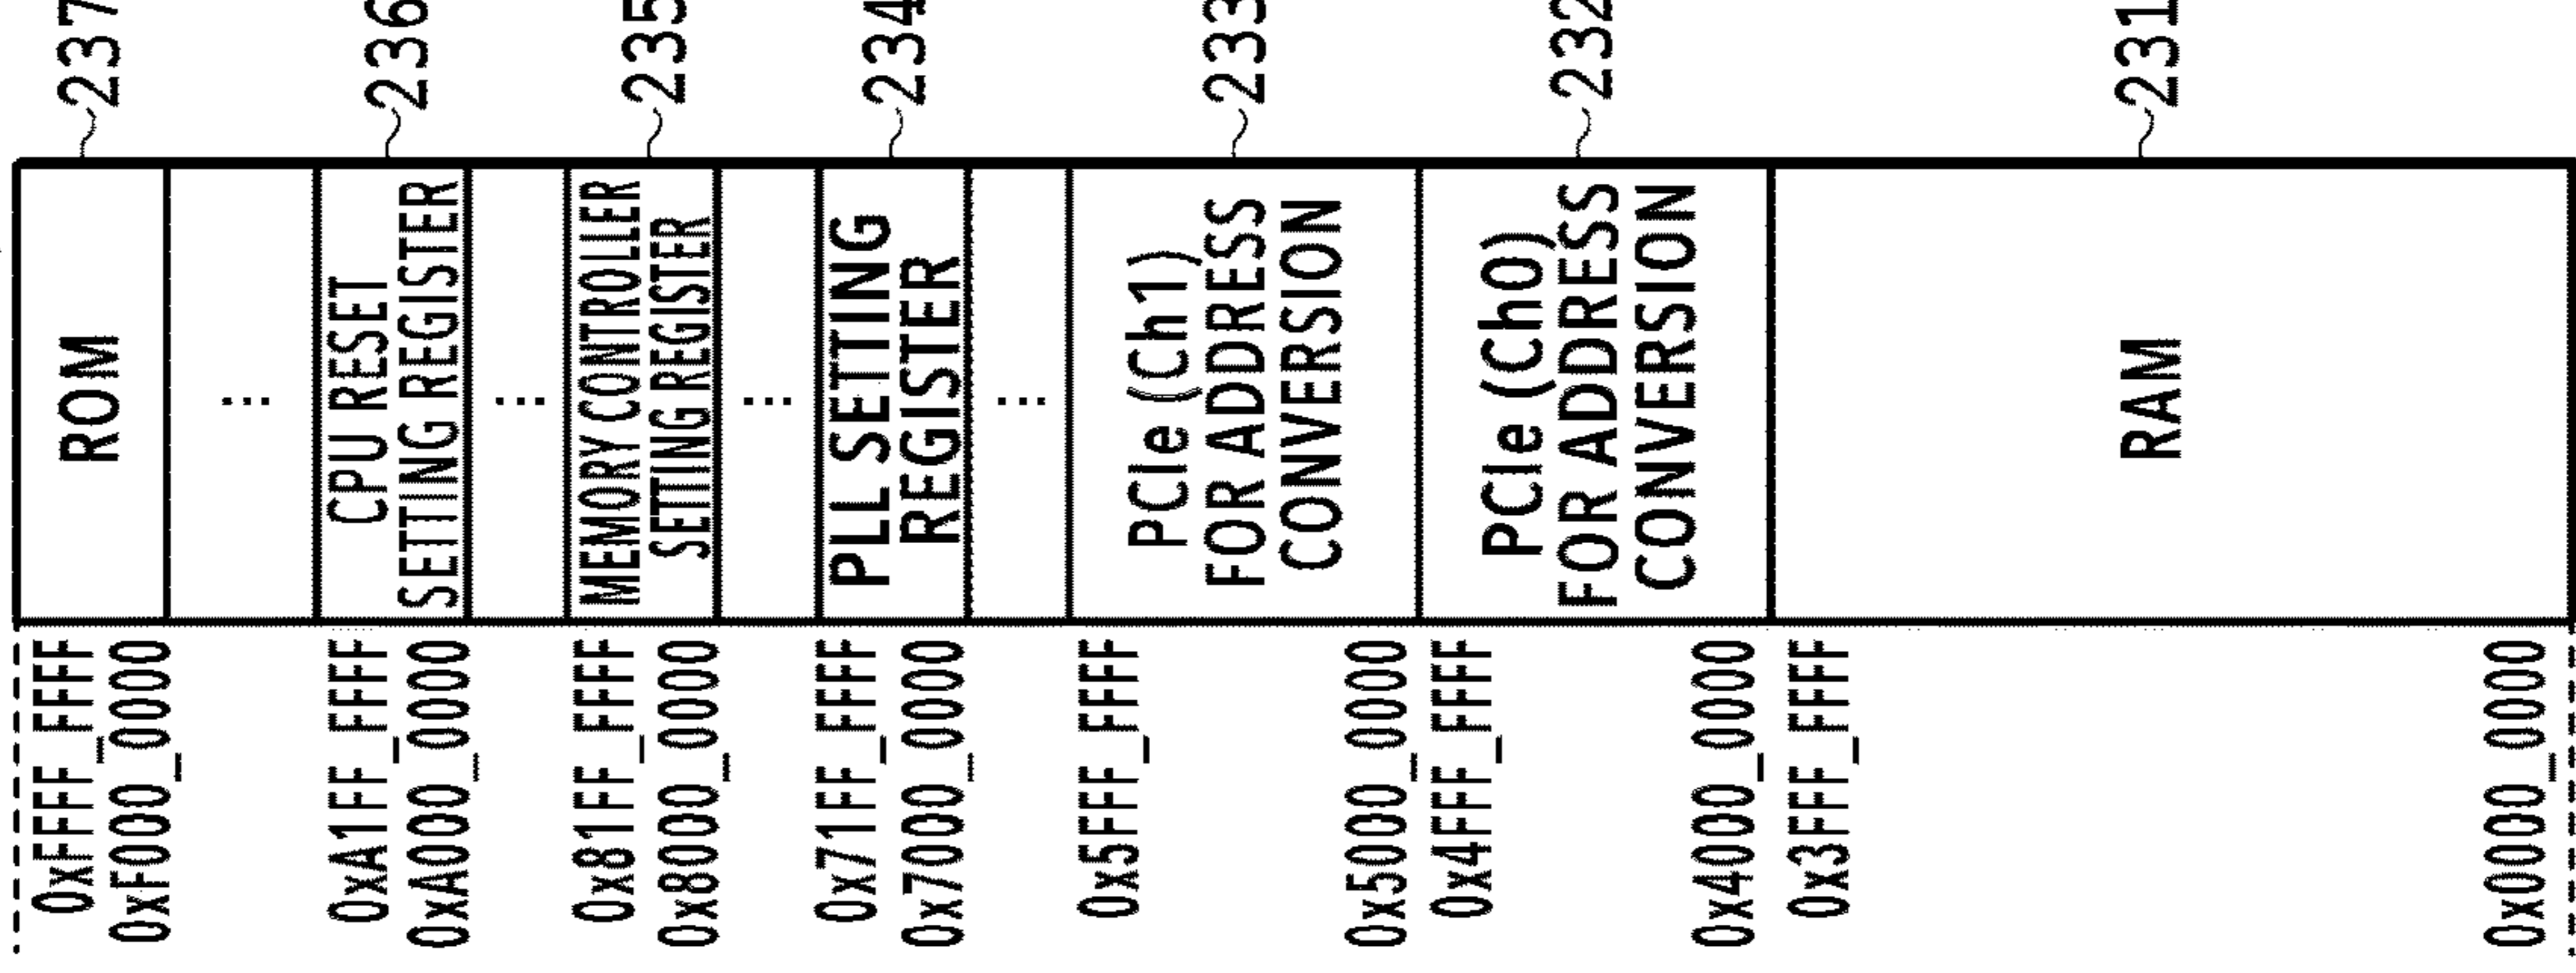 0xFFFF_FFFF
0xF000_0000
ROM
237
...
0xA1FF_FFFF
0xA000_0000
CPU RESET
SETTING REGISTER
236
...
0x81FF_FFFF
0x8000_0000
MEMORY CONTROLLER
SETTING REGISTER
235
...
0x71FF_FFFF
0x7000_0000
PLL SETTING
REGISTER
234
...
0x5FFF_FFFF
0x5000_0000
PCIe (Ch1)
FOR ADDRESS
CONVERSION
233
0x4FFF_FFFF
0x4000_0000
PCIe (Ch0)
FOR ADDRESS
CONVERSION
232
0x3FFF_FFFF
0x0000_0000
RAM
231